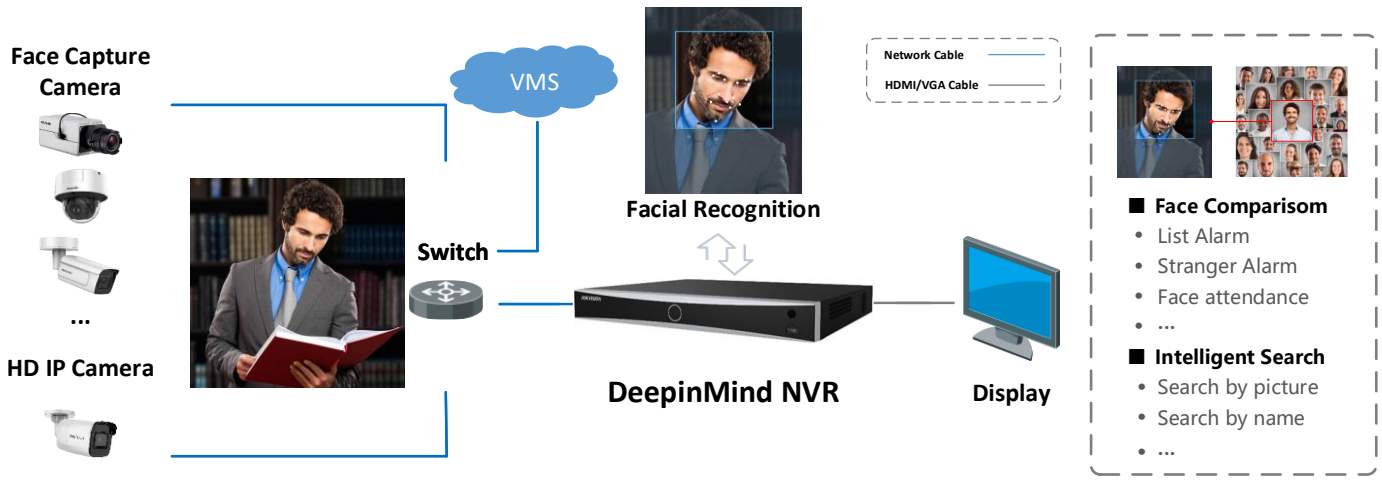 Face Capture
Camera
VMS
Network Cable
HDMI/VGA Cable
Facial Recognition
Switch
HIKVISION
DeepinMind NVR
Display
...
HD IP Camera
■ Face Comparisom
• List Alarm
• Stranger Alarm
• Face attendance
• ...
■ Intelligent Search
• Search by picture
• Search by name
• ...